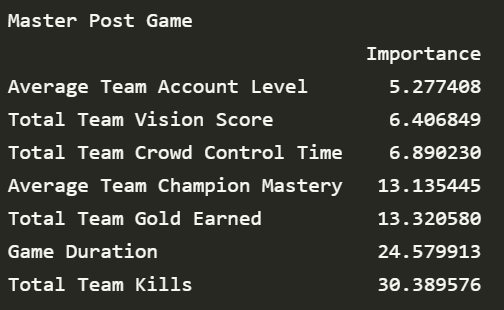 Master Post Game
Importance
Average Team Account Level 5.277408
Total Team Vision Score 6.406849
Total Team Crowd Control Time 6.890230
Average Team Champion Mastery 13.135445
Total Team Gold Earned 13.320580
Game Duration 24.579913
Total Team Kills 30.389576